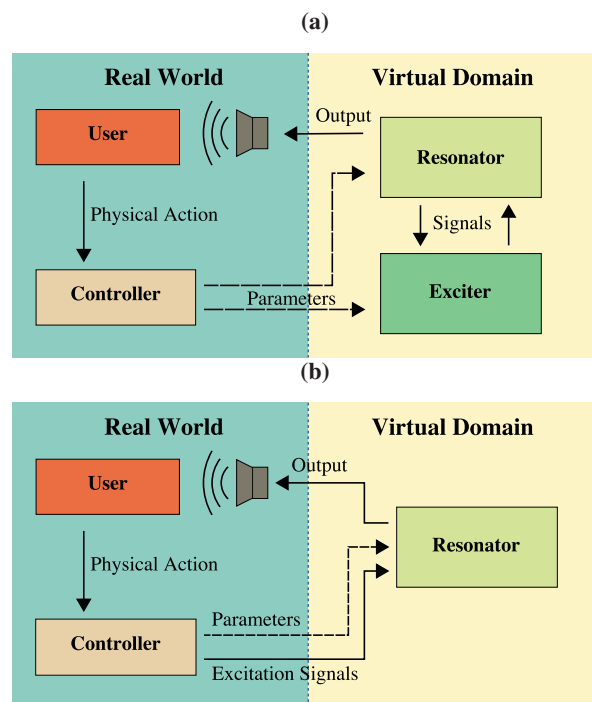 (a)
Real World
Virtual Domain
User
Output
Resonator
Physical Action
Signals
Controller
Parameters
Exciter
(b)
Real World
Virtual Domain
User
Output
Resonator
Physical Action
Parameters
Controller
Excitation Signals